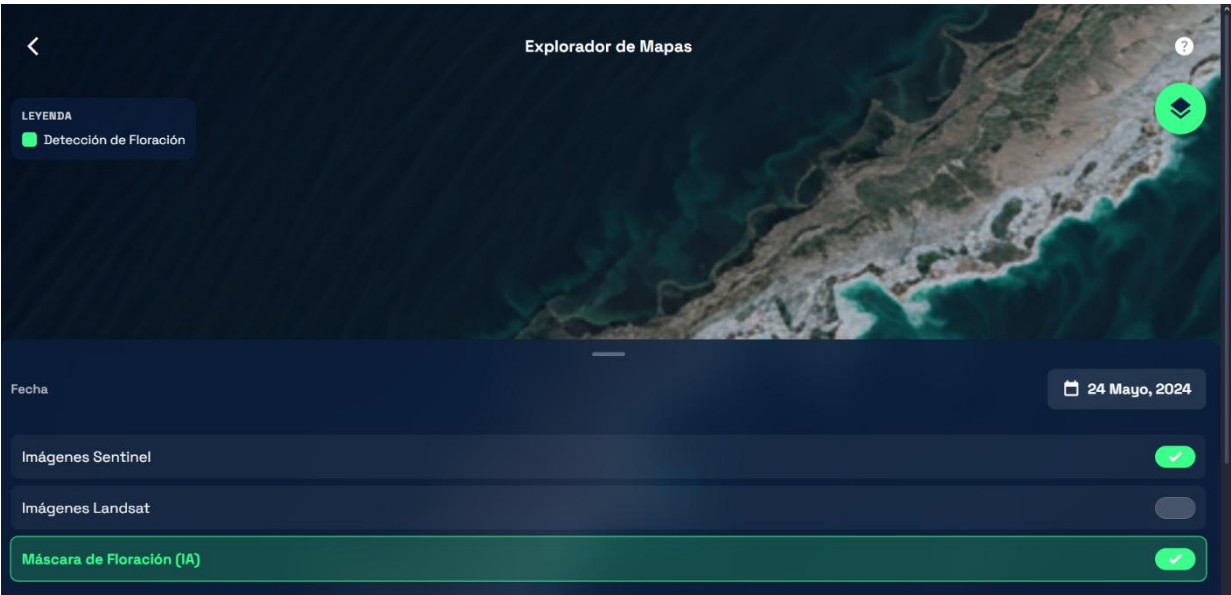 Explorador de Mapas
?
LEYENDA
Detección de Floración
Fecha
24 Mayo, 2024
Imágenes Sentinel
Imágenes Landsat
Máscara de Floración (IA)